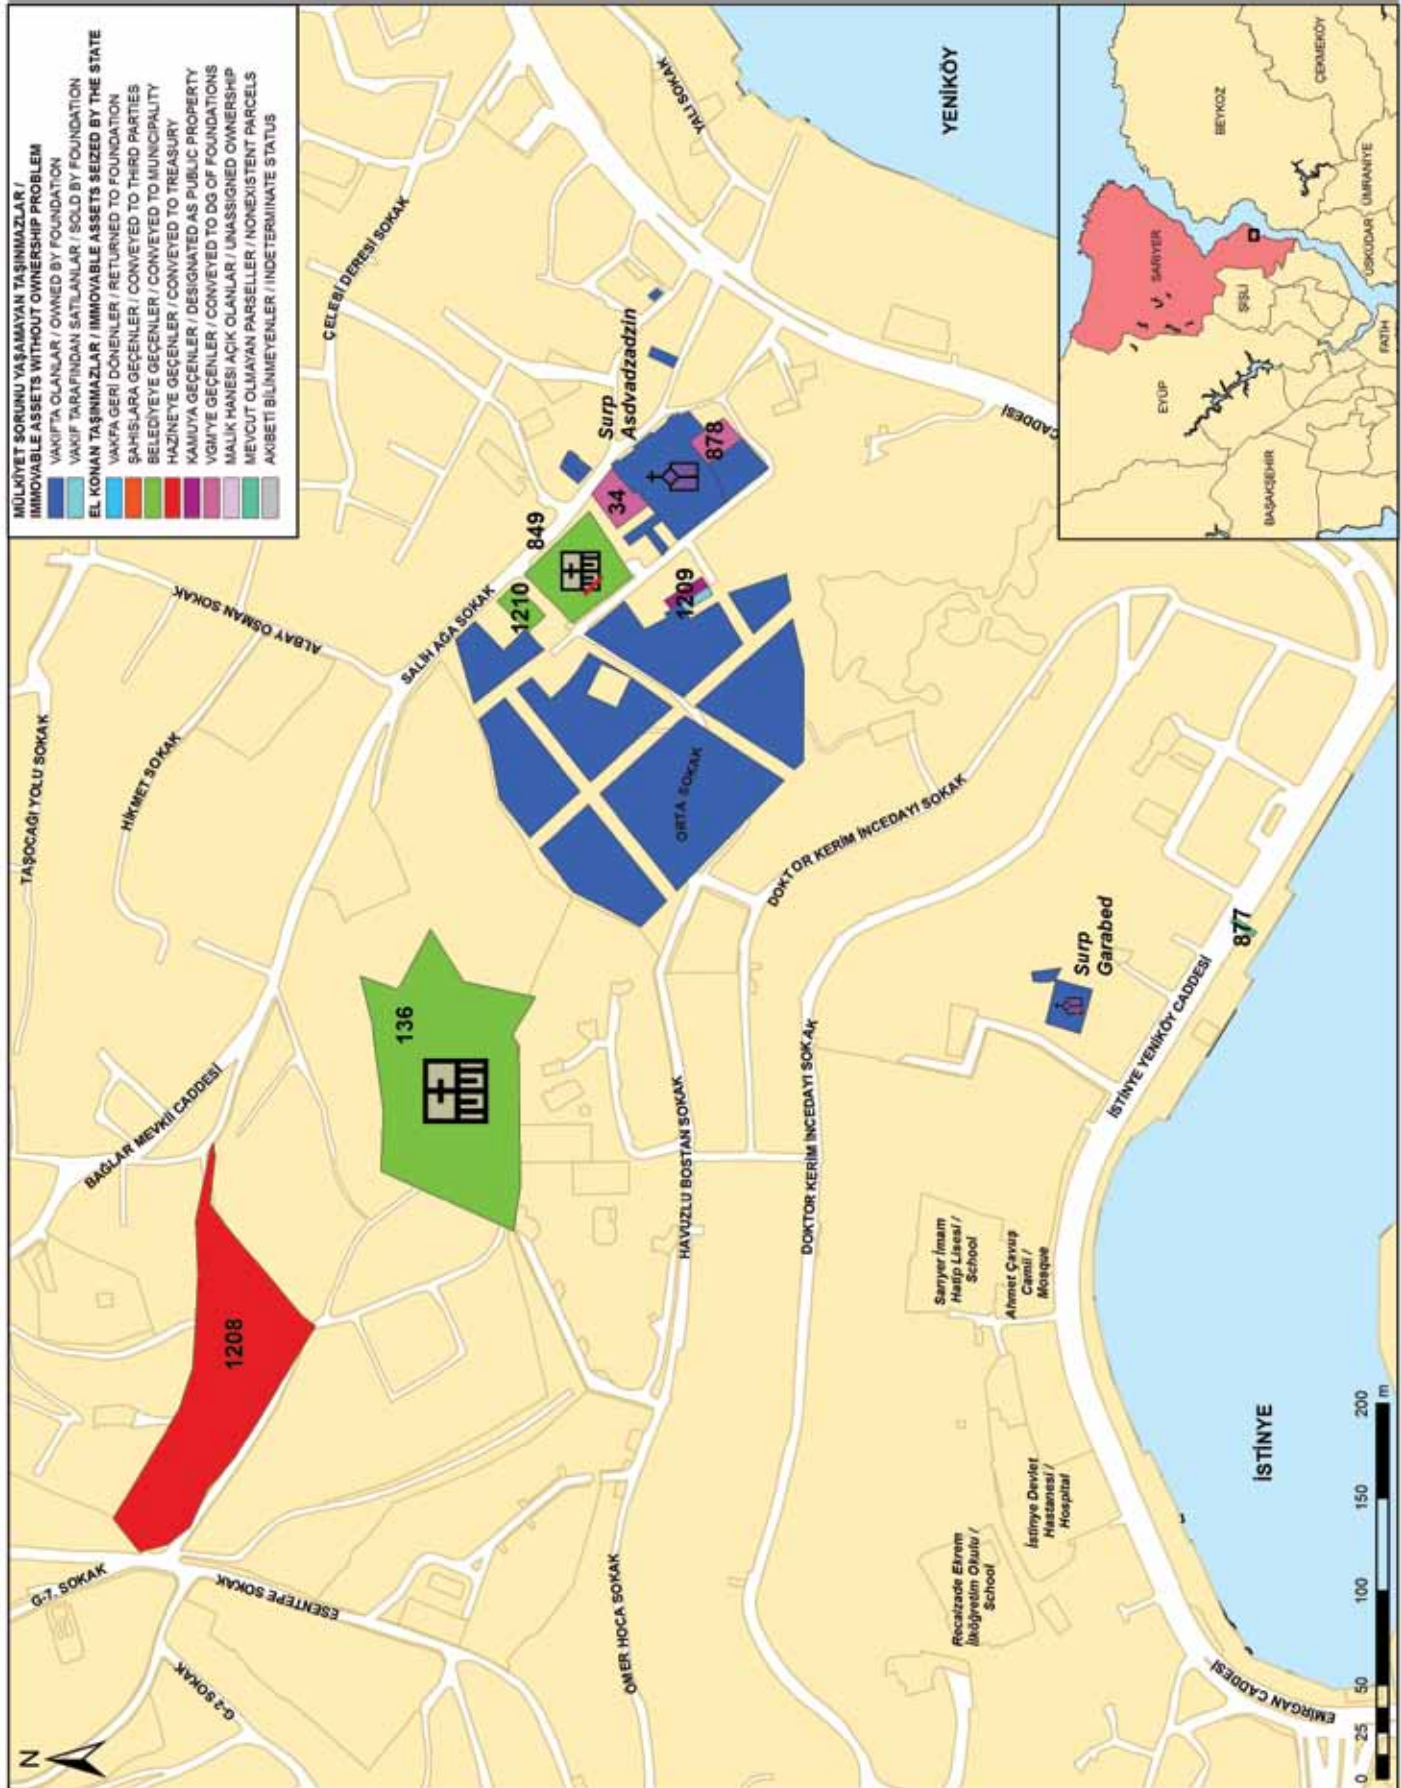 MÜLKİYET SORUNU YAŞAMAYAN TAŞINMAZLAR /
IMMOVABLE ASSETS WITHOUT OWNERSHIP PROBLEM
VAKIFTA OLANLAR / OWNED BY FOUNDATION
VAKIF TARAFINDAN SATILANLAR / SOLD BY FOUNDATION
EL KONAN TAŞINMAZLAR / IMMOVABLE ASSETS SEIZED BY THE STATE
VAKFA GERİ DÖNENLER / RETURNED TO FOUNDATION
ŞAHISLARA GEÇENLER / CONVEYED TO THIRD PARTIES
BELEDİYEYE GEÇENLER / CONVEYED TO MUNICIPALITY
HAZİNEYE GEÇENLER / CONVEYED TO TREASURY
KAMUYA GEÇENLER / DESIGNATED AS PUBLIC PROPERTY
VGM'YE GEÇENLER / CONVEYED TO DG OF FOUNDATIONS
MALİK HANESİ AÇIK OLANLAR / UNASSIGNED OWNERSHIP
MEVCUT OLMAYAN PARSELLER / NONEXISTENT PARCELS
AKIBETİ BİLİNMEYENLER / INDETERMINATE STATUS
N
G-7. SOKAK
G-2 SOKAK
ESENTEPE SOKAK
BAĞLAR MEVKİİ CADDESİ
TAŞOCAĞI YOLU SOKAK
HİKMET SOKAK
ALBAY OSMAN SOKAK
SALİH AĞA SOKAK
ÇELEBİ DERESİ SOKAK
YALI SOKAK
YENİKÖY
CADDESİ
1208
136
1210
849
34
Surp
Asdvadzadzin
878
1209
ORTA SOKAK
HAVUZLU BOSTAN SOKAK
ÖMER HOCA SOKAK
DOKTOR KERİM İNCEDAYI SOKAK
DOKTOR KERİM İNCEDAYI SOKAK
Surp
Garabed
877
İSTİNYE YENİKÖY CADDESİ
Sarıyer İmam
Hatip Lisesi /
School
Ahmet Çavuş
Camii /
Mosque
İstinye Devlet
Hastanesi /
Hospital
Recaizade Ekrem
İlköğretim Okulu /
School
EMİRGAN CADDESİ
İSTİNYE
0 25 50 100 150 200 m
BEYKOZ
ÇEKMEKÖY
SARIYER
ÜMRANİYE
ÜSKÜDAR
ŞİŞLİ
EYÜP
FATİH
BAŞAKŞEHİR